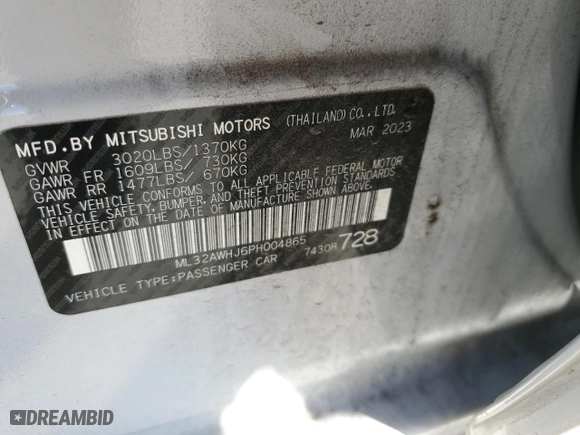 MFD.BY MITSUBISHI MOTORS (THAILAND)CO.,LTD.
MAR 2023
GVWR 3020LBS/1370KG
GAWR FR 1609LBS/ 730KG
GAWR RR 1477LBS/ 670KG
THIS VEHICLE CONFORMS TO ALL APPLICABLE FEDERAL MOTOR
VEHICLE SAFETY, BUMPER, AND THEFT PREVENTION STANDARDS
IN EFFECT ON THE DATE OF MANUFACTURE SHOWN ABOVE.
ML32AWHJ6PH004865
7430A 728
VEHICLE TYPE:PASSENGER CAR
DREAMBID